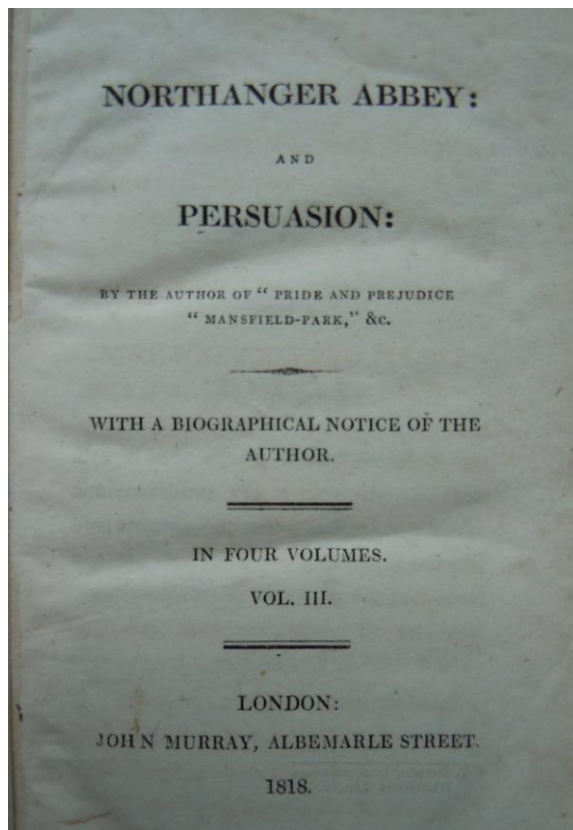 NORTHANGER ABBEY:
AND
PERSUASION:
BY THE AUTHOR OF " PRIDE AND PREJUDICE
" MANSFIELD-PARK," &c.
WITH A BIOGRAPHICAL NOTICE OF THE
AUTHOR.
IN FOUR VOLUMES.
VOL. III.
LONDON:
JOHN MURRAY, ALBEMARLE STREET.
1818.